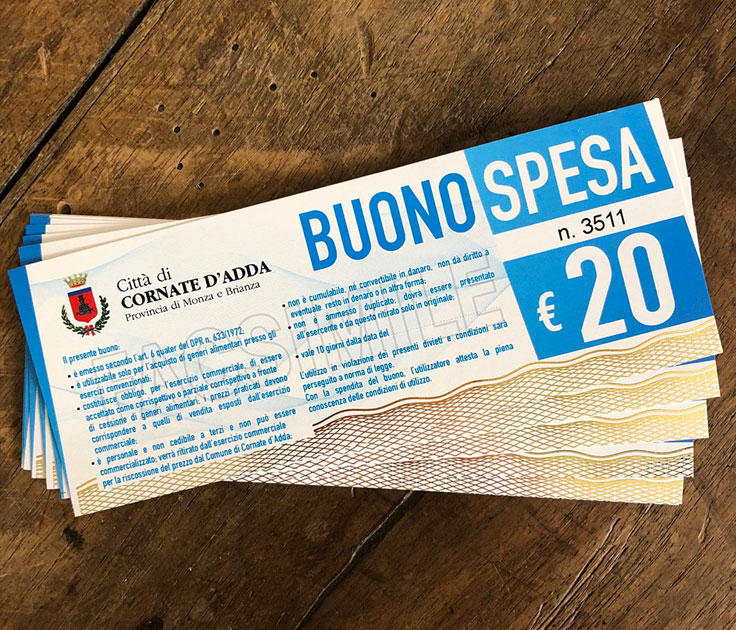 BUONO SPESA
n. 3511
€ 20
Città di
CORNATE D'ADDA
Provincia di Monza e Brianza
FACSIMILE
Il presente buono:
• è emesso secondo l'art. 6 quater del DPR n. 633/1972;
• è utilizzabile solo per l'acquisto di generi alimentari presso gli
esercizi convenzionati;
• costituisce obbligo, per l'esercizio commerciale, di essere
accettato come corrispettivo o parziale corrispettivo a fronte
di cessione di generi alimentari; i prezzi praticati devono
corrispondere a quelli di vendita esposti dall'esercizio
commerciale;
• è personale e non cedibile a terzi e non può essere
commercializzato; verrà ritirato dall'esercizio commerciale
per la riscossione del prezzo dal Comune di Cornate d'Adda;
• non è cumulabile, né convertibile in danaro, non dà diritto a
eventuale resto in denaro o in altra forma;
• non è ammesso duplicato; dovrà essere presentato
all'esercente e da questo ritirato solo in originale;
• vale 10 giorni dalla data del
Utilizzo in violazione dei presenti divieti e condizioni sarà
perseguito a norma di legge.
Con la spendita del buono, l'utilizzatore attesta la piena
conoscenza delle condizioni di utilizzo.